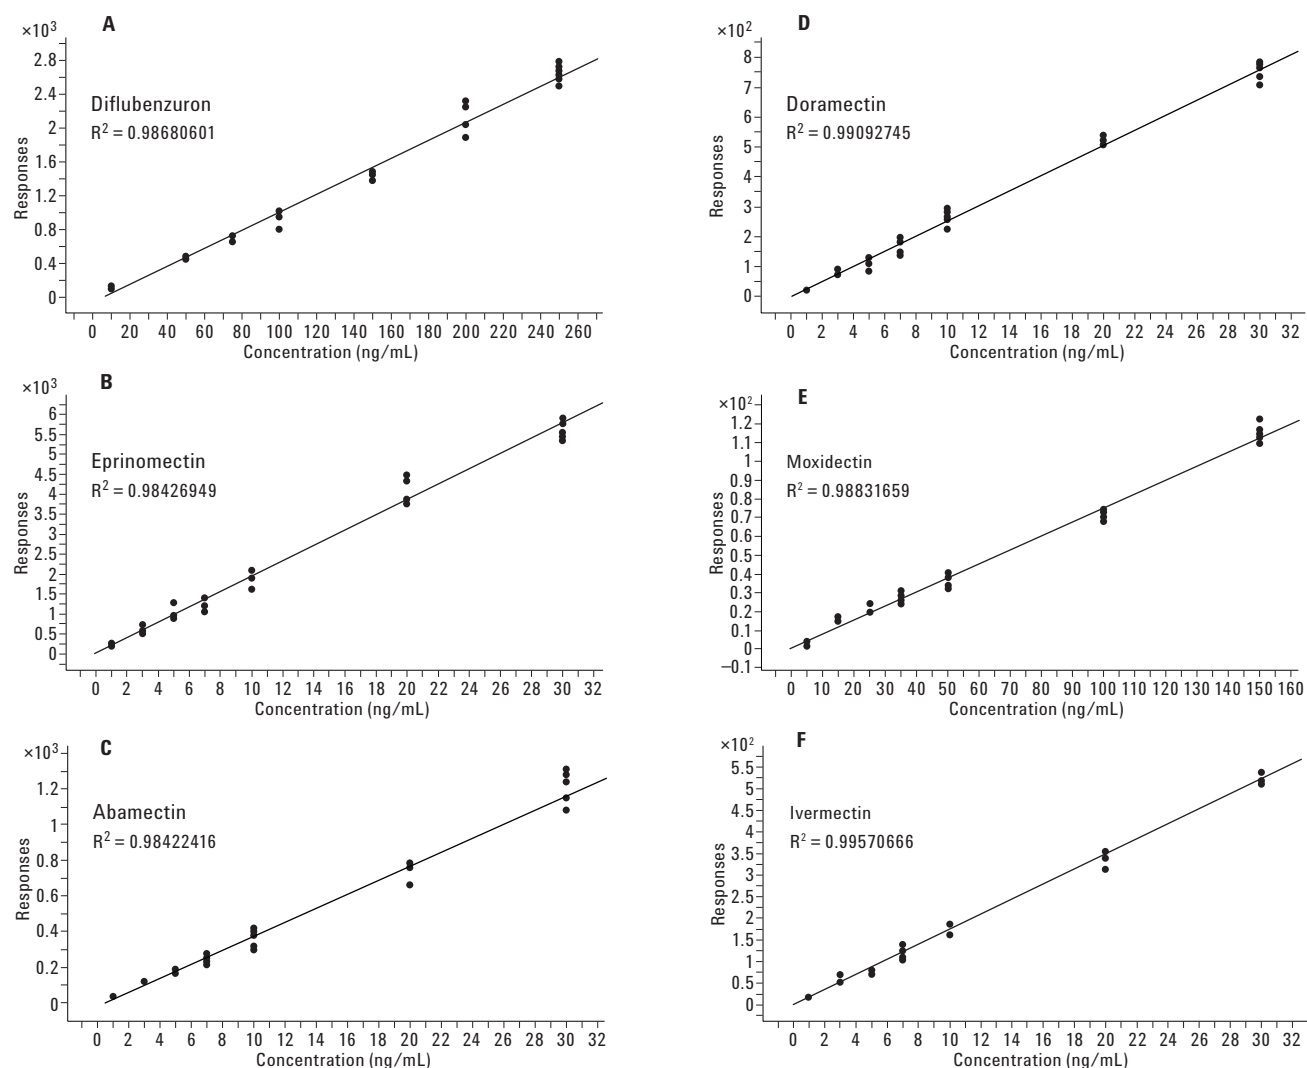 A
×10³
Diflubenzuron
R² = 0.98680601
Responses
2.8
2.4
2
1.6
1.2
0.8
0.4
0
0 20 40 60 80 100 120 140 160 180 200 220 240 260
Concentration (ng/mL)
D
×10²
Doramectin
R² = 0.99092745
Responses
8
7
6
5
4
3
2
1
0
0 2 4 6 8 10 12 14 16 18 20 22 24 26 28 30 32
Concentration (ng/mL)
B
×10³
Eprinomectin
R² = 0.98426949
Responses
6
5.5
5
4.5
4
3.5
3
2.5
2
1.5
1
0.5
0
0 2 4 6 8 10 12 14 16 18 20 22 24 26 28 30 32
Concentration (ng/mL)
E
×10²
Moxidectin
R² = 0.98831659
Responses
1.2
1.1
1
0.9
0.8
0.7
0.6
0.5
0.4
0.3
0.2
0.1
0
–0.1
0 10 20 30 40 50 60 70 80 90 100 110 120 130 140 150 160
Concentration (ng/mL)
C
×10³
Abamectin
R² = 0.98422416
Responses
1.2
1
0.8
0.6
0.4
0.2
0
0 2 4 6 8 10 12 14 16 18 20 22 24 26 28 30 32
Concentration (ng/mL)
F
×10²
Ivermectin
R² = 0.99570666
Responses
5.5
5
4.5
4
3.5
3
2.5
2
1.5
1
0.5
0
0 2 4 6 8 10 12 14 16 18 20 22 24 26 28 30 32
Concentration (ng/mL)